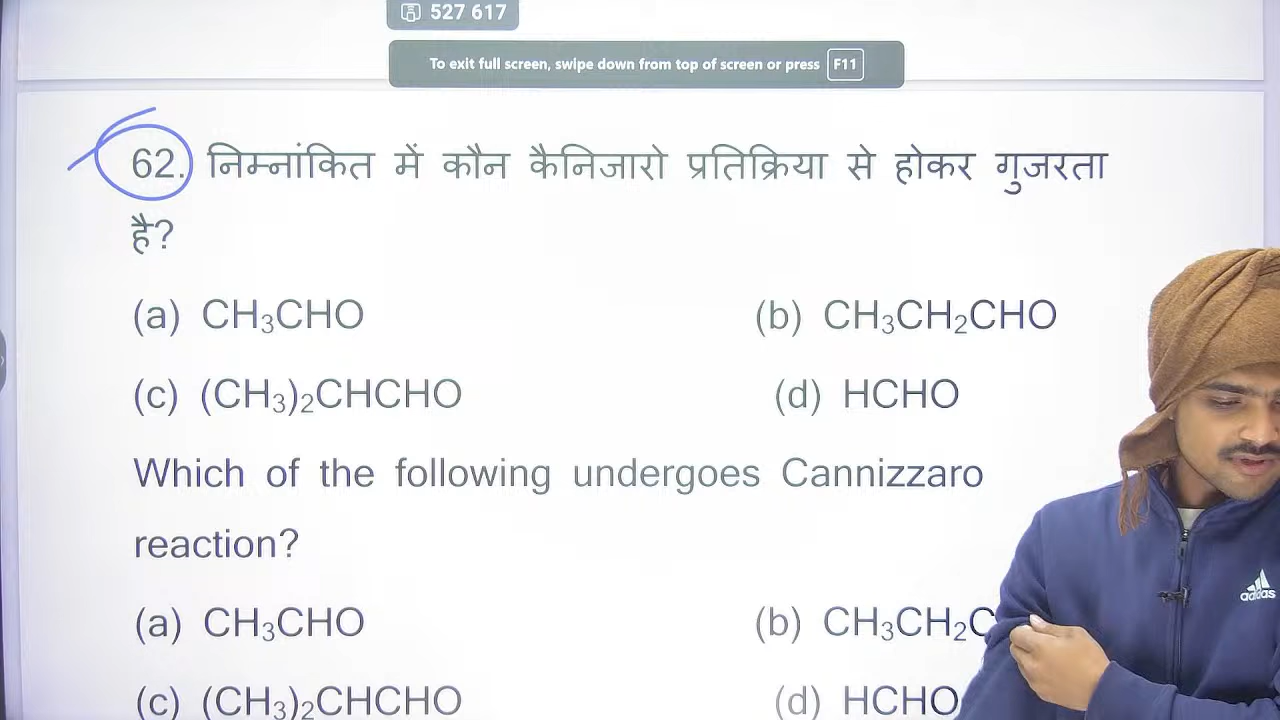 527 617
To exit full screen, swipe down from top of screen or press F11
62. निम्नांकित में कौन कैनिजारो प्रतिक्रिया से होकर गुजरता
है?
(a) CH₃CHO (b) CH₃CH₂CHO
(c) (CH₃)₂CHCHO (d) HCHO
Which of the following undergoes Cannizzaro
reaction?
(a) CH₃CHO (b) CH₃CH₂C
(c) (CH₃)₂CHCHO (d) HCHO
adidas